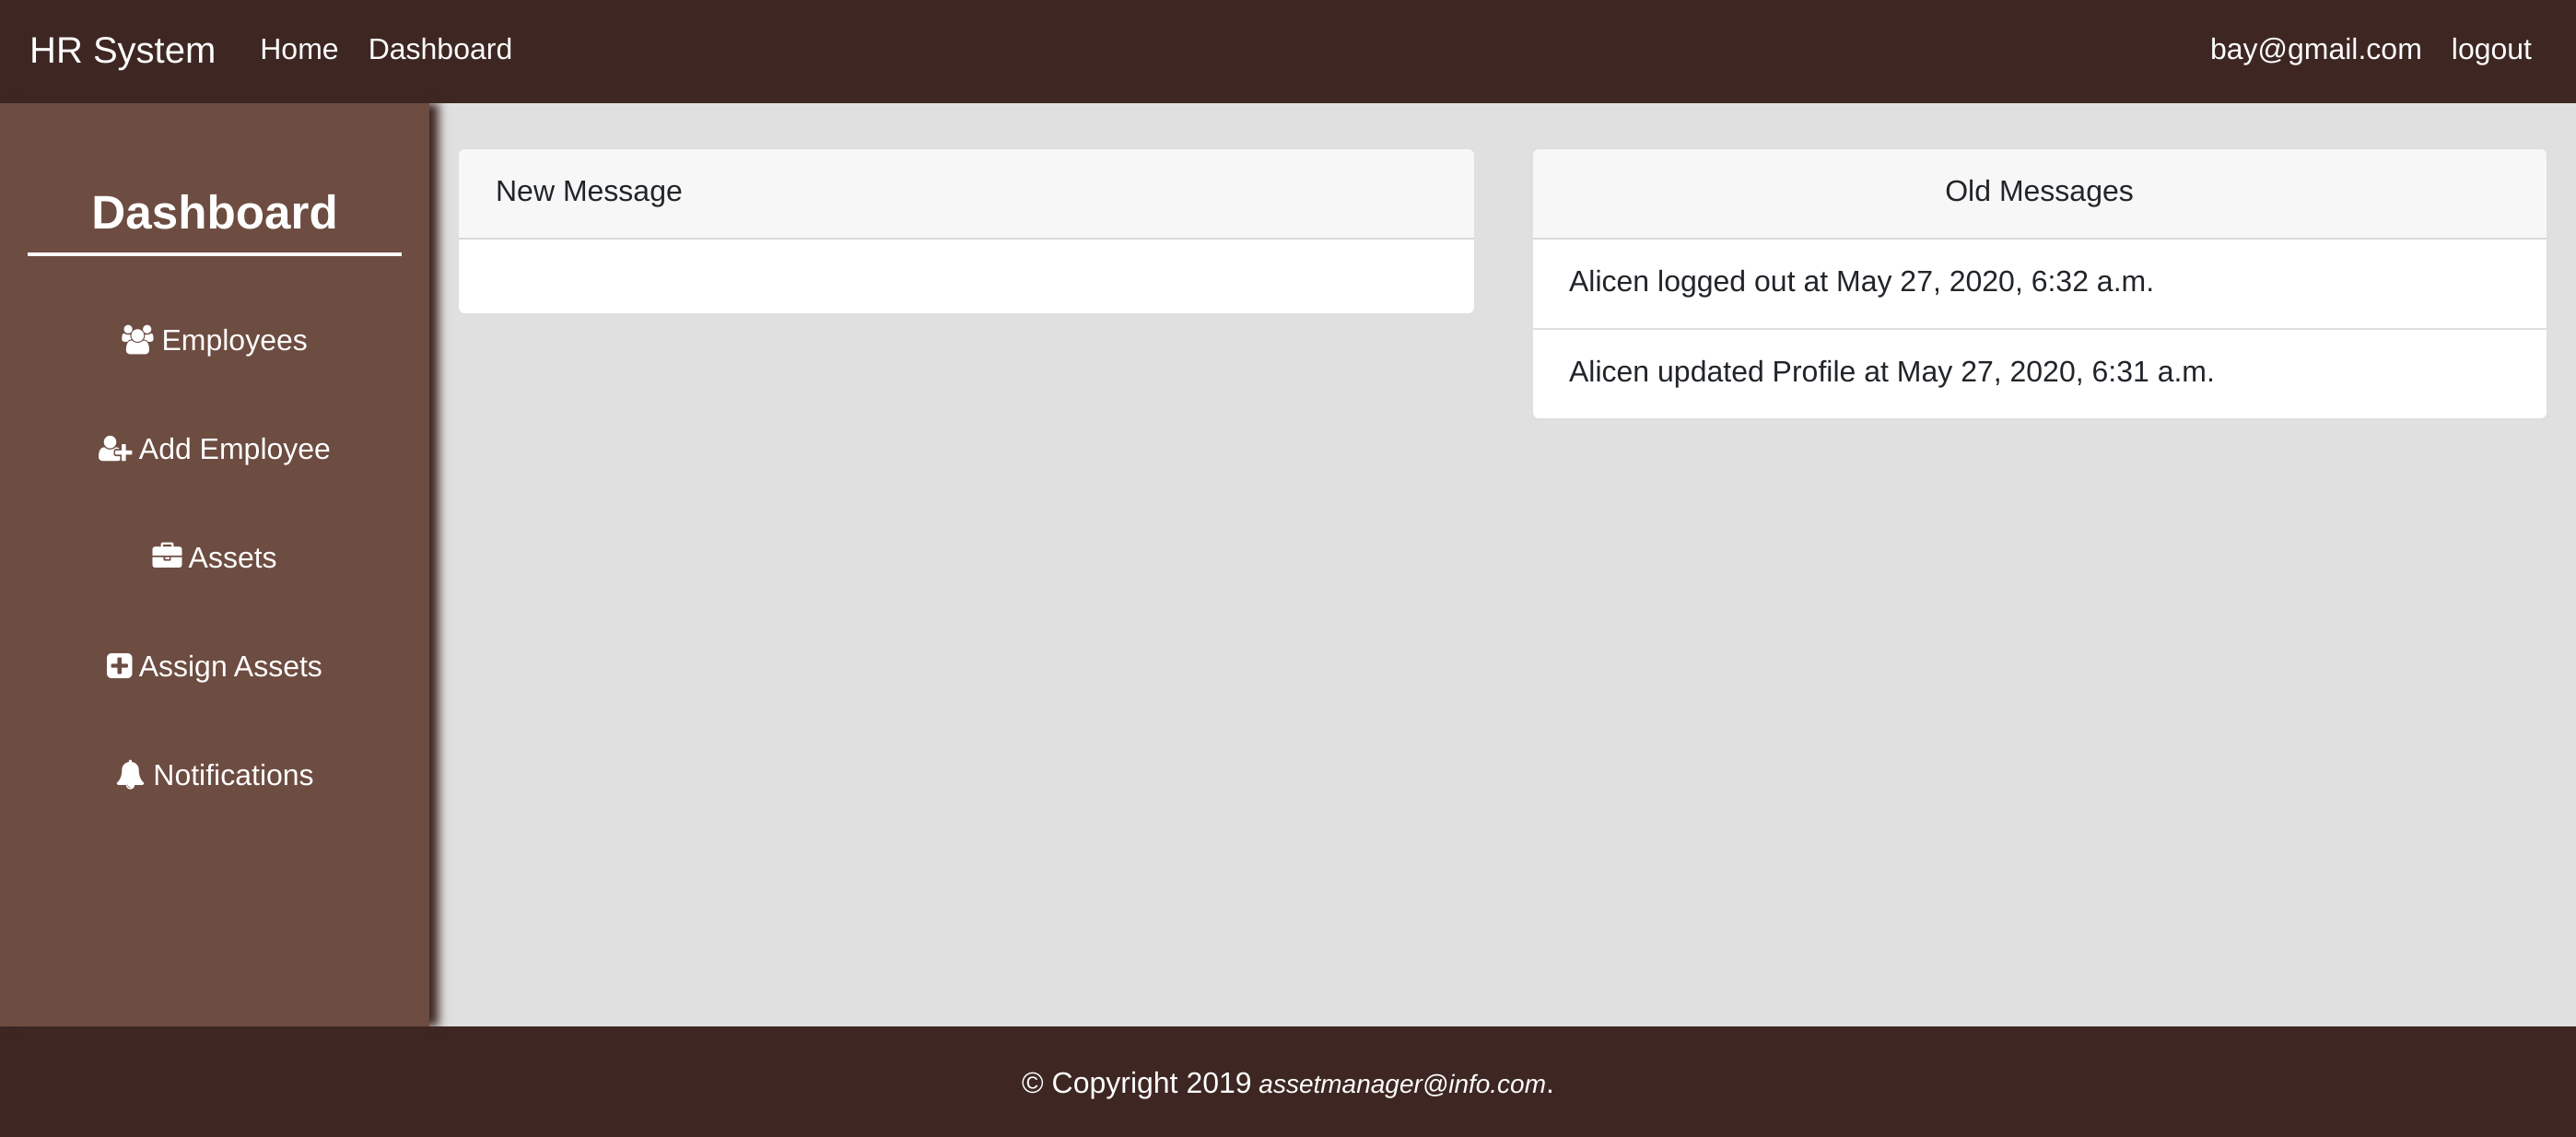 HR System Home Dashboard bay@gmail.com logout
Dashboard
Employees
Add Employee
Assets
Assign Assets
Notifications
New Message
Old Messages
Alicen logged out at May 27, 2020, 6:32 a.m.
Alicen updated Profile at May 27, 2020, 6:31 a.m.
© Copyright 2019 assetmanager@info.com.